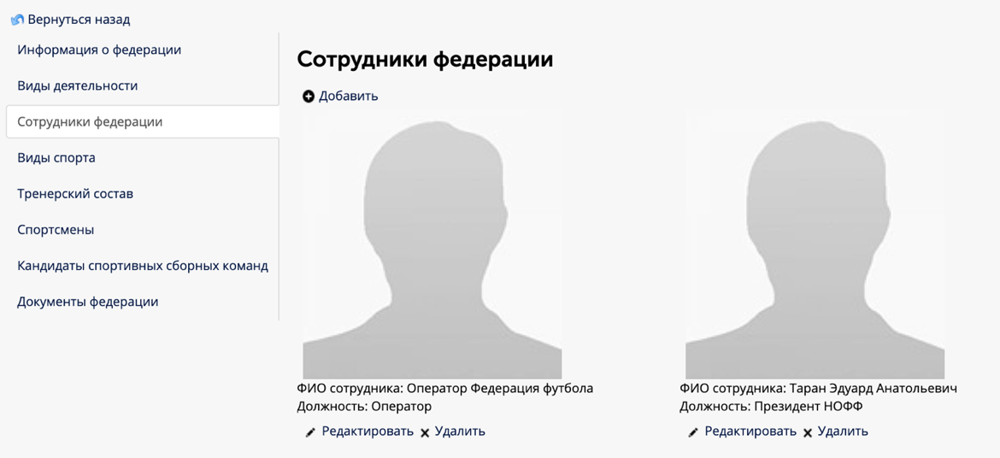 Вернуться назад
Информация о федерации
Виды деятельности
Сотрудники федерации
Виды спорта
Тренерский состав
Спортсмены
Кандидаты спортивных сборных команд
Документы федерации
Сотрудники федерации
Добавить
ФИО сотрудника: Оператор Федерация футбола
Должность: Оператор
Редактировать Удалить
ФИО сотрудника: Таран Эдуард Анатольевич
Должность: Президент НОФФ
Редактировать Удалить